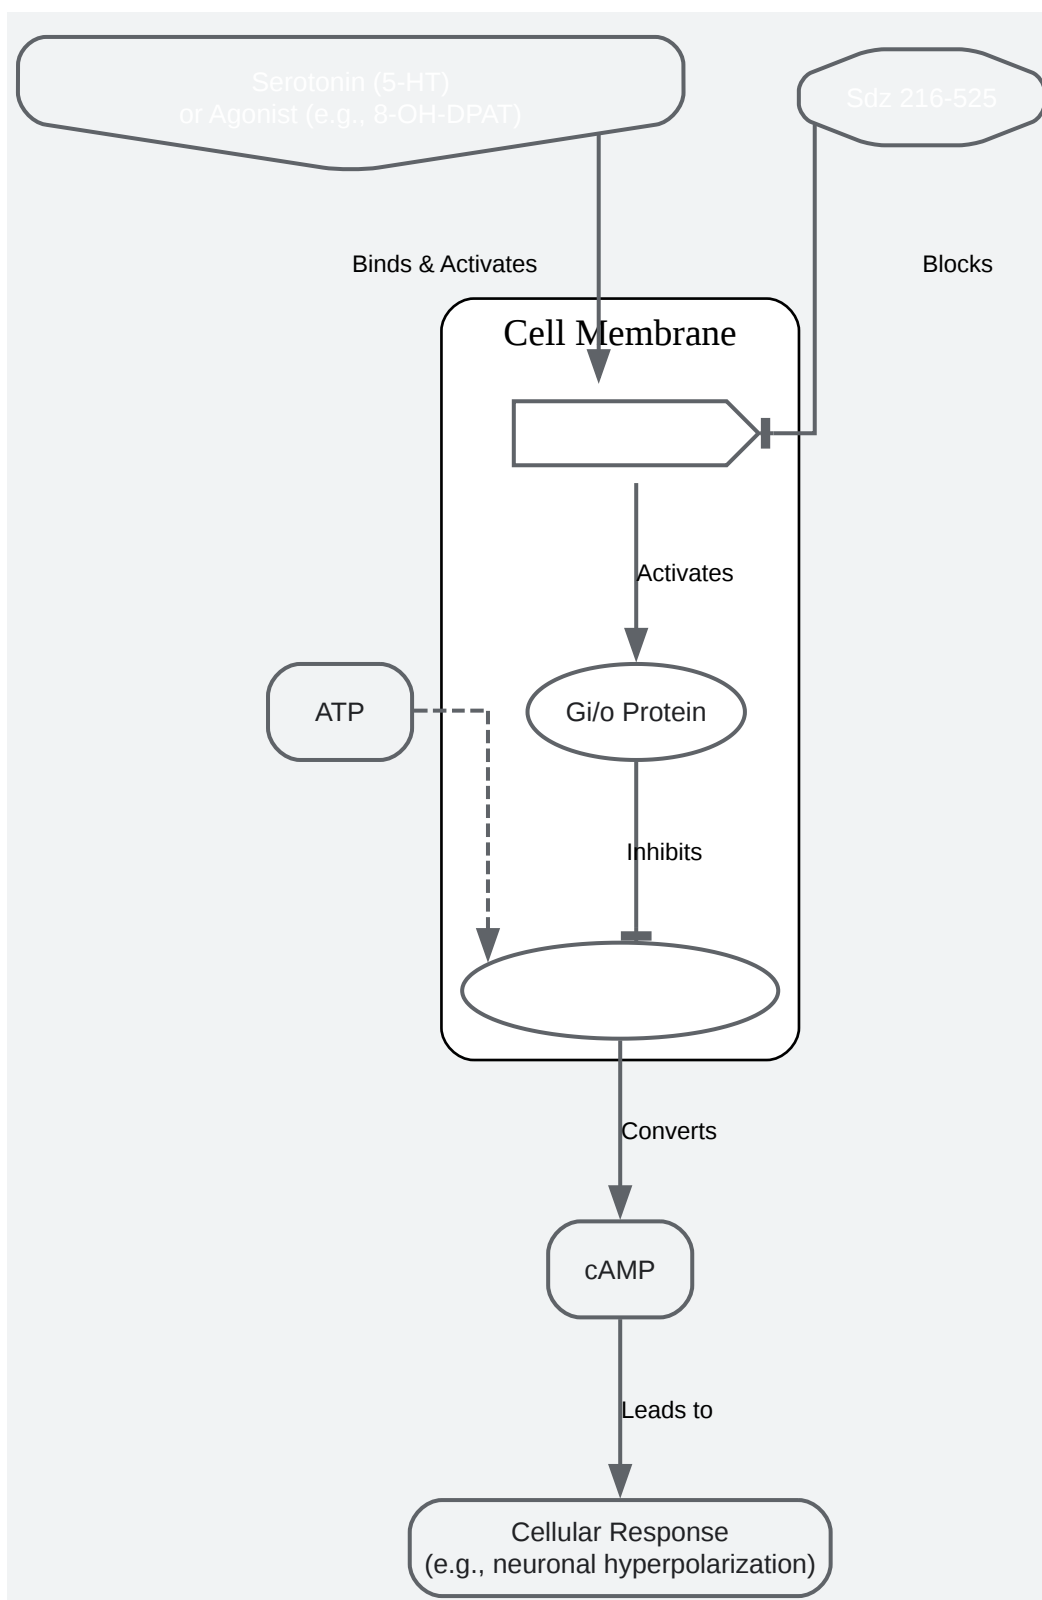 Serotonin (5-HT)
or Agonist (e.g., 8-OH-DPAT)
Sdz 216-525
Binds & Activates
Blocks
Cell Membrane
Activates
ATP
Gi/o Protein
Inhibits
Converts
cAMP
Leads to
Cellular Response
(e.g., neuronal hyperpolarization)